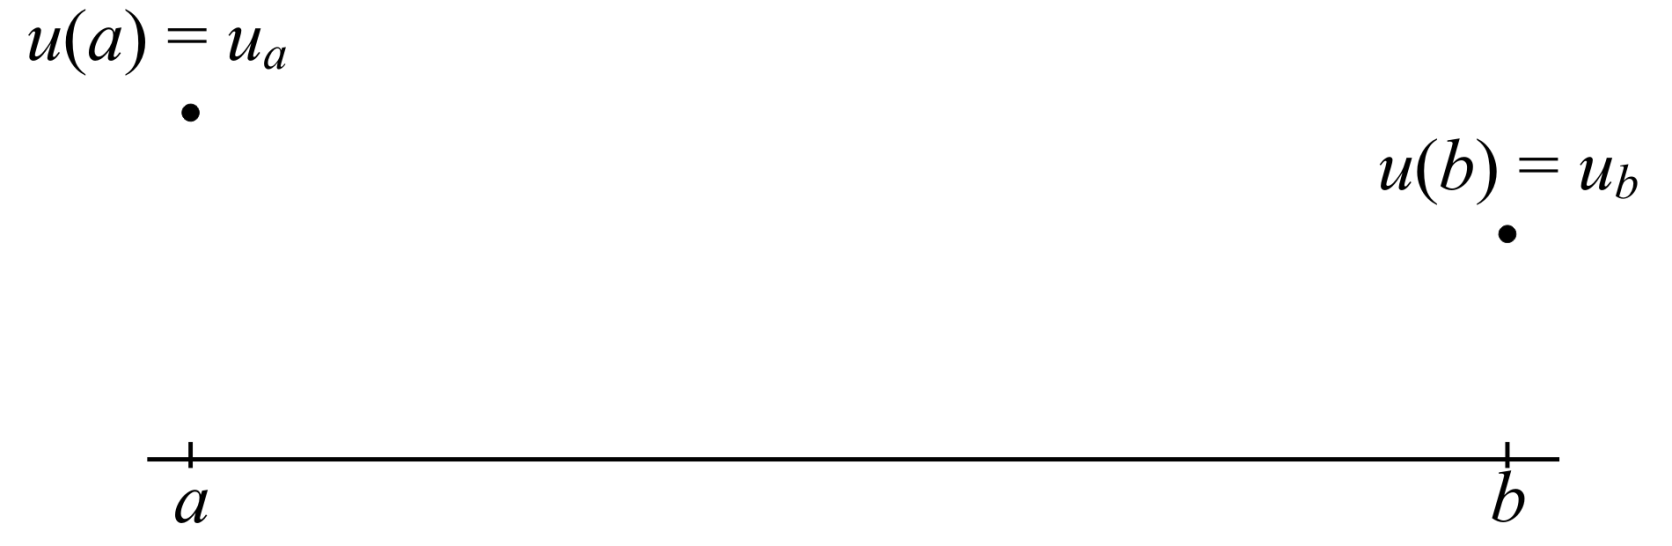 u(a) = u_a
u(b) = u_b
a
b